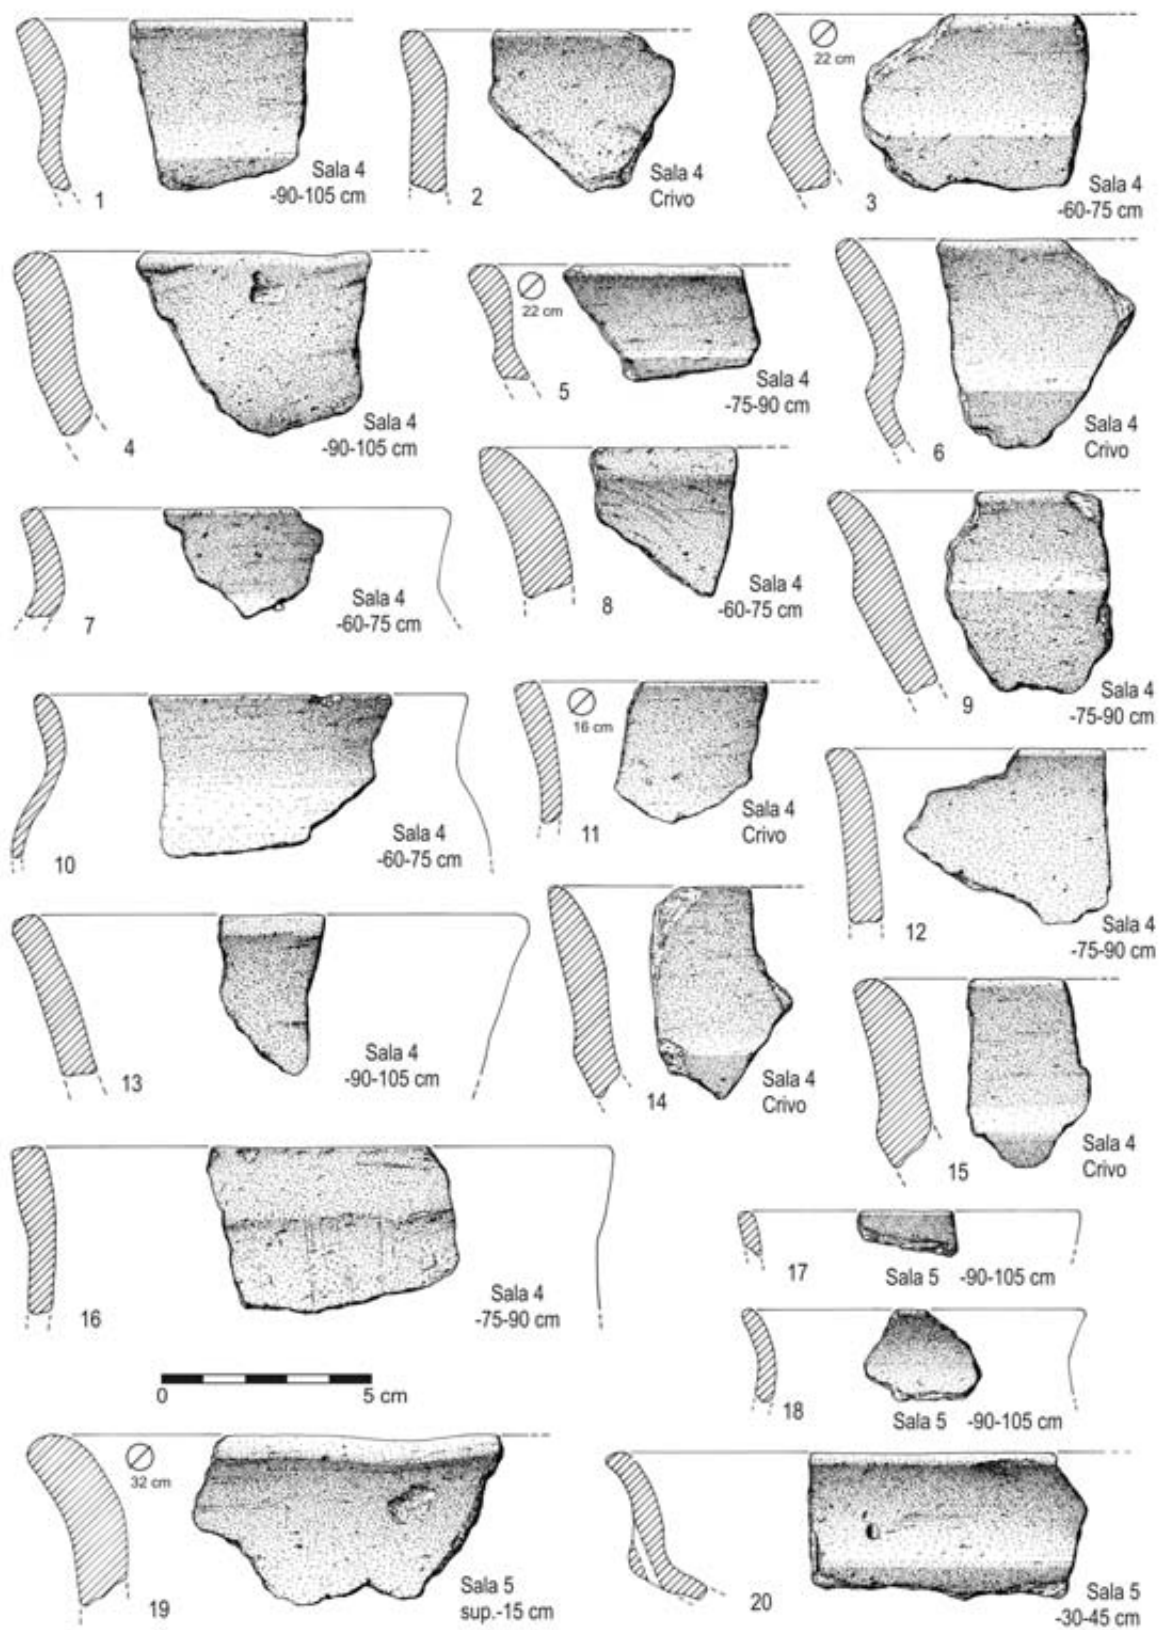 1
Sala 4
-90-105 cm
2
Sala 4
Crivo
22 cm
3
Sala 4
-60-75 cm
4
Sala 4
-90-105 cm
22 cm
5
Sala 4
-75-90 cm
6
Sala 4
Crivo
7
Sala 4
-60-75 cm
8
Sala 4
-60-75 cm
9
Sala 4
-75-90 cm
10
Sala 4
-60-75 cm
16 cm
11
Sala 4
Crivo
12
Sala 4
-75-90 cm
13
Sala 4
-90-105 cm
14
Sala 4
Crivo
15
Sala 4
Crivo
16
Sala 4
-75-90 cm
17
Sala 5 -90-105 cm
18
Sala 5 -90-105 cm
0 5 cm
32 cm
19
Sala 5
sup.-15 cm
20
Sala 5
-30-45 cm